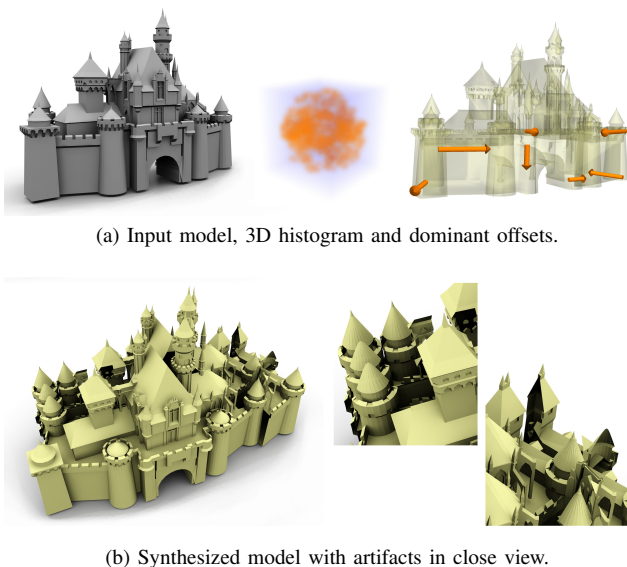 (a) Input model, 3D histogram and dominant offsets.
(b) Synthesized model with artifacts in close view.